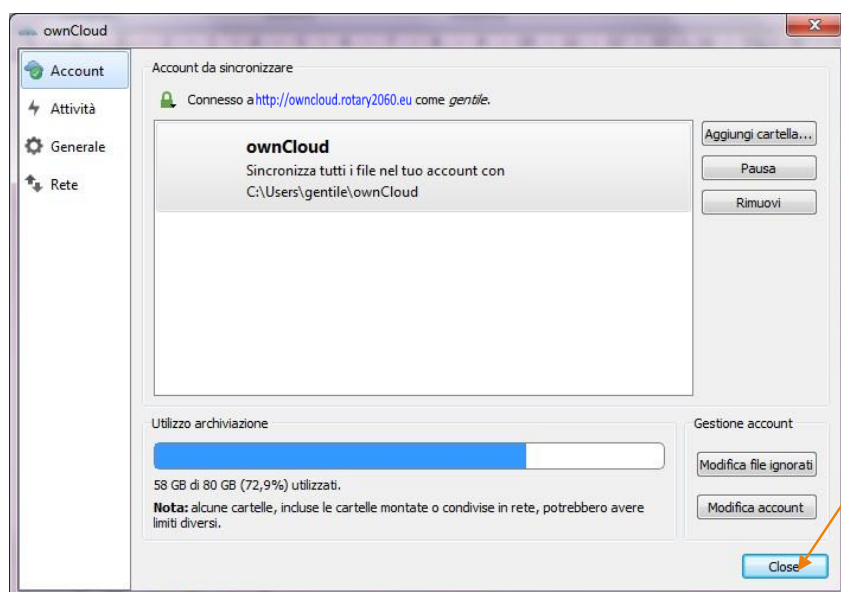 ownCloud
Account
Attività
Generale
Rete
Account da sincronizzare
Connesso a http://owncloud.rotary2060.eu come gentile.
ownCloud
Sincronizza tutti i file nel tuo account con
C:\Users\gentile\ownCloud
Aggiungi cartella...
Pausa
Rimuovi
Utilizzo archiviazione
58 GB di 80 GB (72,9%) utilizzati.
Nota: alcune cartelle, incluse le cartelle montate o condivise in rete, potrebbero avere
limiti diversi.
Gestione account
Modifica file ignorati
Modifica account
Close